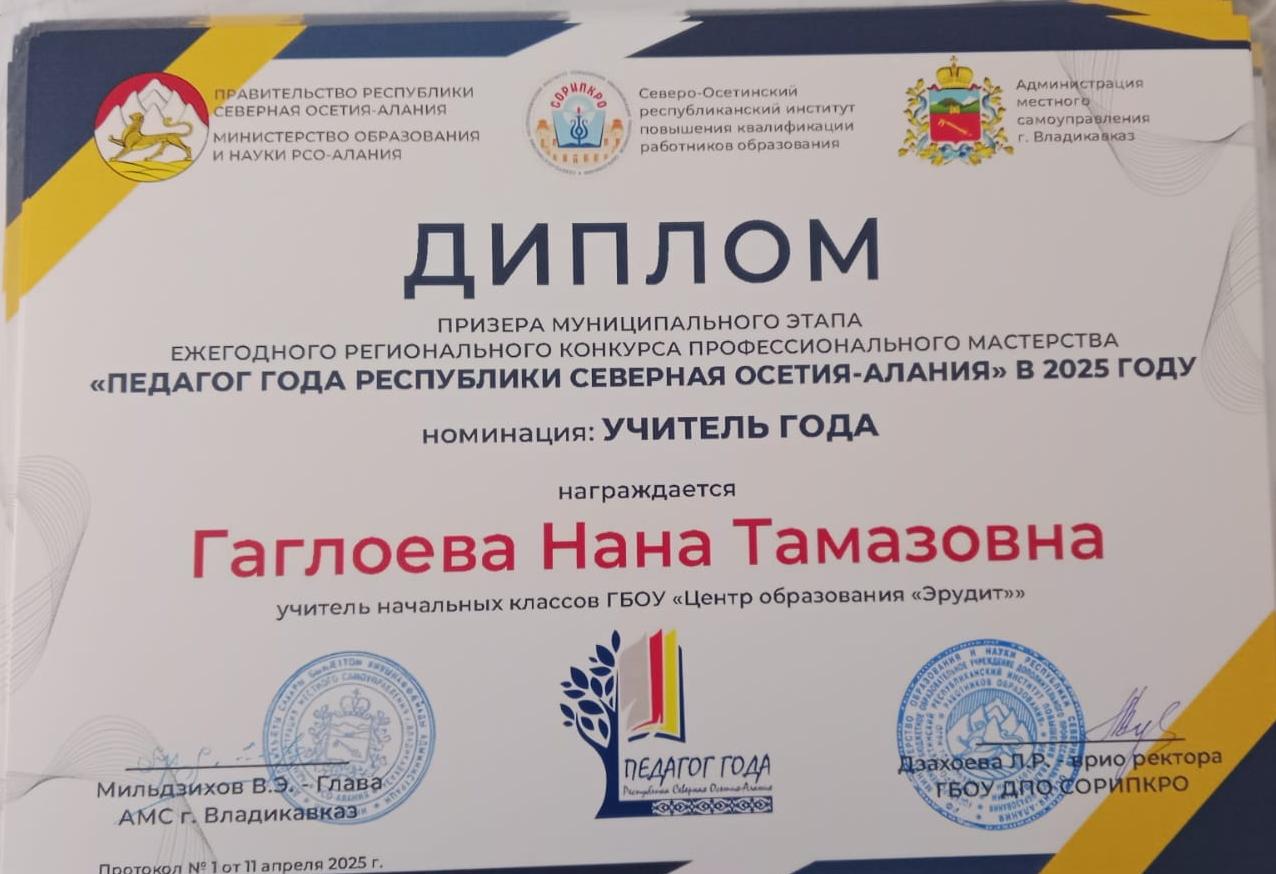 ПРАВИТЕЛЬСТВО РЕСПУБЛИКИ
СЕВЕРНАЯ ОСЕТИЯ-АЛАНИЯ
МИНИСТЕРСТВО ОБРАЗОВАНИЯ
И НАУКИ РСО-АЛАНИЯ
СОРИПКРО
Северо-Осетинский
республиканский институт
повышения квалификации
работников образования
Администрация
местного
самоуправления
г. Владикавказ
ДИПЛОМ
ПРИЗЕРА МУНИЦИПАЛЬНОГО ЭТАПА
ЕЖЕГОДНОГО РЕГИОНАЛЬНОГО КОНКУРСА ПРОФЕССИОНАЛЬНОГО МАСТЕРСТВА
«ПЕДАГОГ ГОДА РЕСПУБЛИКИ СЕВЕРНАЯ ОСЕТИЯ-АЛАНИЯ» В 2025 ГОДУ
номинация: УЧИТЕЛЬ ГОДА
награждается
Гаглоева Нана Тамазовна
учитель начальных классов ГБОУ «Центр образования «Эрудит»»
Мильдзихов В.Э. - Глава
АМС г. Владикавказ
ПЕДАГОГ ГОДА
Республика Северная Осетия-Алания
Дзахоева Л.Р. - врио ректора
ГБОУ ДПО СОРИПКРО
Протокол № 1 от 11 апреля 2025 г.